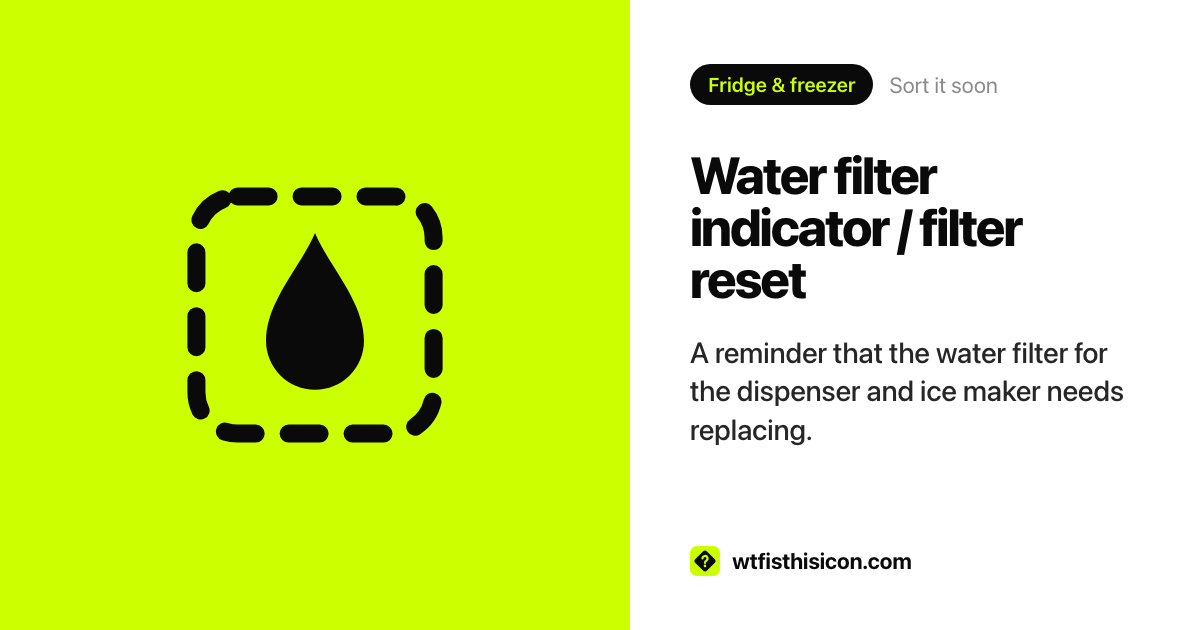 Fridge & freezer Sort it soon
Water filter
indicator / filter
reset
A reminder that the water filter for
the dispenser and ice maker needs
replacing.
?
wtfisthisicon.com